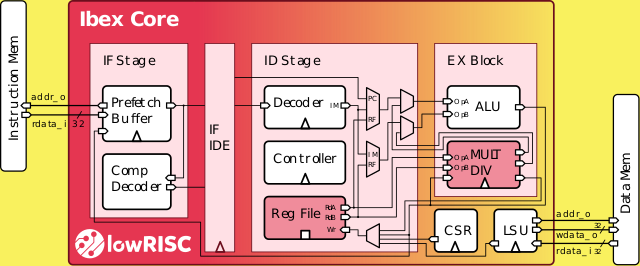 Ibex Core
Instruction Mem
addr_o
rdata_i 32
IF Stage
Prefetch
Buffer
Comp
Decoder
IF
IDE
ID Stage
Decoder
IM
Controller
Reg File
RdA
RdB
Wr
PC
RF
IM
RF
EX Block
OpA
OpB
ALU
OpA
OpB
MULT
DIV
CSR
LSU
addr_o
32
wdata_o
rdata_i 32
Data Mem
lowRISC